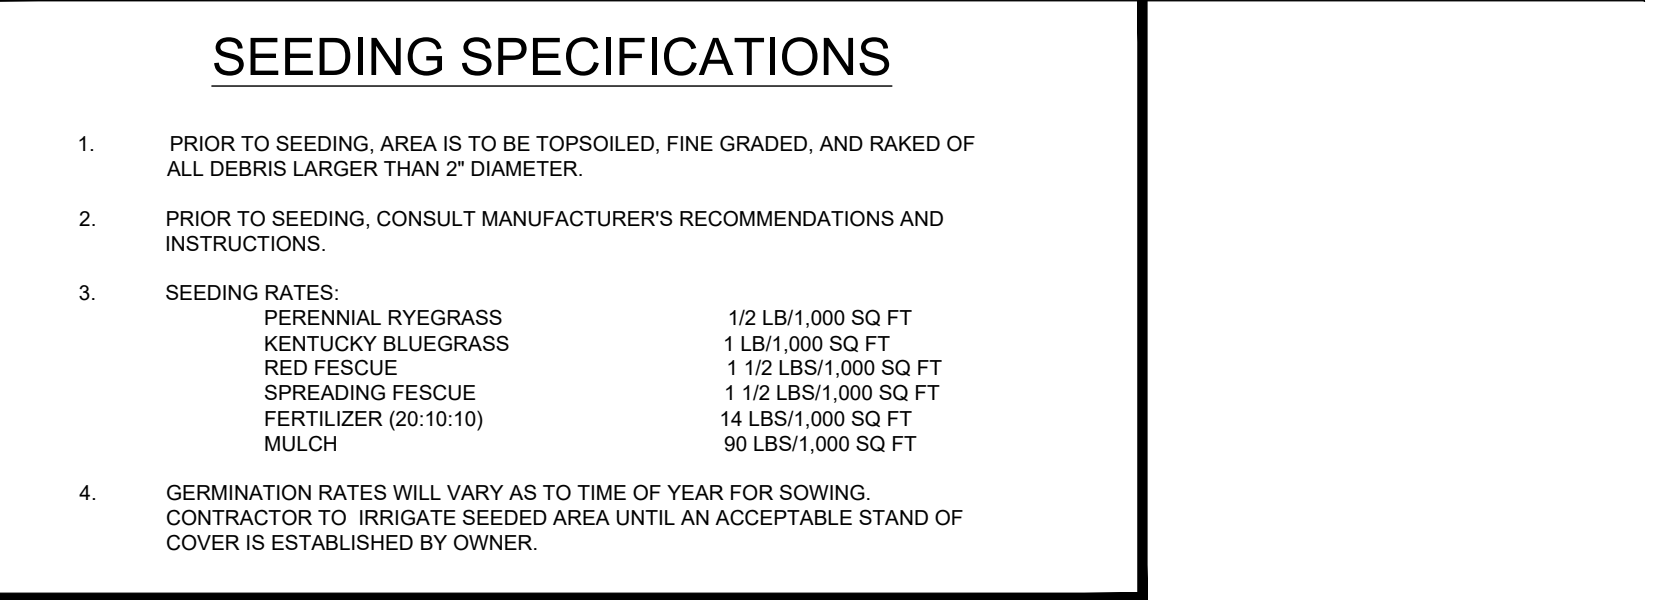 SEEDING SPECIFICATIONS
1. PRIOR TO SEEDING, AREA IS TO BE TOPSOILED, FINE GRADED, AND RAKED OF
ALL DEBRIS LARGER THAN 2" DIAMETER.
2. PRIOR TO SEEDING, CONSULT MANUFACTURER'S RECOMMENDATIONS AND
INSTRUCTIONS.
3. SEEDING RATES:
PERENNIAL RYEGRASS 1/2 LB/1,000 SQ FT
KENTUCKY BLUEGRASS 1 LB/1,000 SQ FT
RED FESCUE 1 1/2 LBS/1,000 SQ FT
SPREADING FESCUE 1 1/2 LBS/1,000 SQ FT
FERTILIZER (20:10:10) 14 LBS/1,000 SQ FT
MULCH 90 LBS/1,000 SQ FT
4. GERMINATION RATES WILL VARY AS TO TIME OF YEAR FOR SOWING.
CONTRACTOR TO IRRIGATE SEEDED AREA UNTIL AN ACCEPTABLE STAND OF
COVER IS ESTABLISHED BY OWNER.